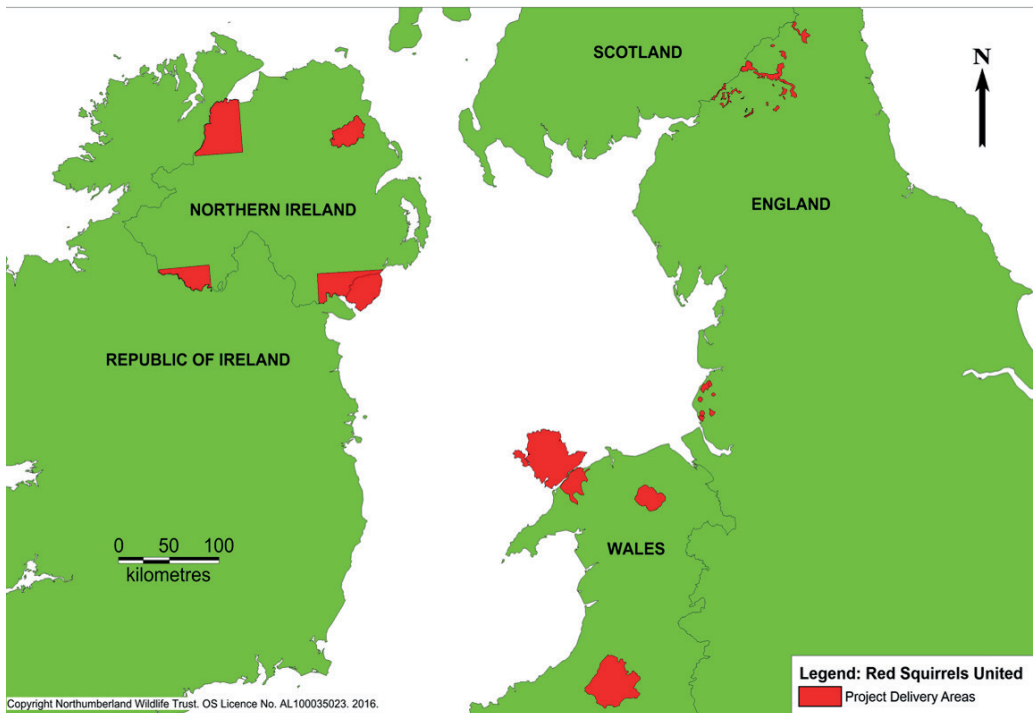 SCOTLAND
N
NORTHERN IRELAND
ENGLAND
REPUBLIC OF IRELAND
0 50 100
kilometres
WALES
Legend: Red Squirrels United
Project Delivery Areas
Copyright Northumberland Wildlife Trust. OS Licence No. AL100035023. 2016.